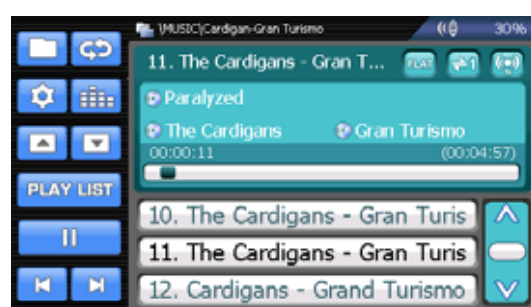 \MUSIC\Cardigan-Gran Turismo 30%
11. The Cardigans - Gran T... FLAT 1
Paralyzed
The Cardigans Gran Turismo
00:00:11 (00:04:57)
PLAY LIST
10. The Cardigans - Gran Turis
11. The Cardigans - Gran Turis
12. Cardigans - Grand Turismo